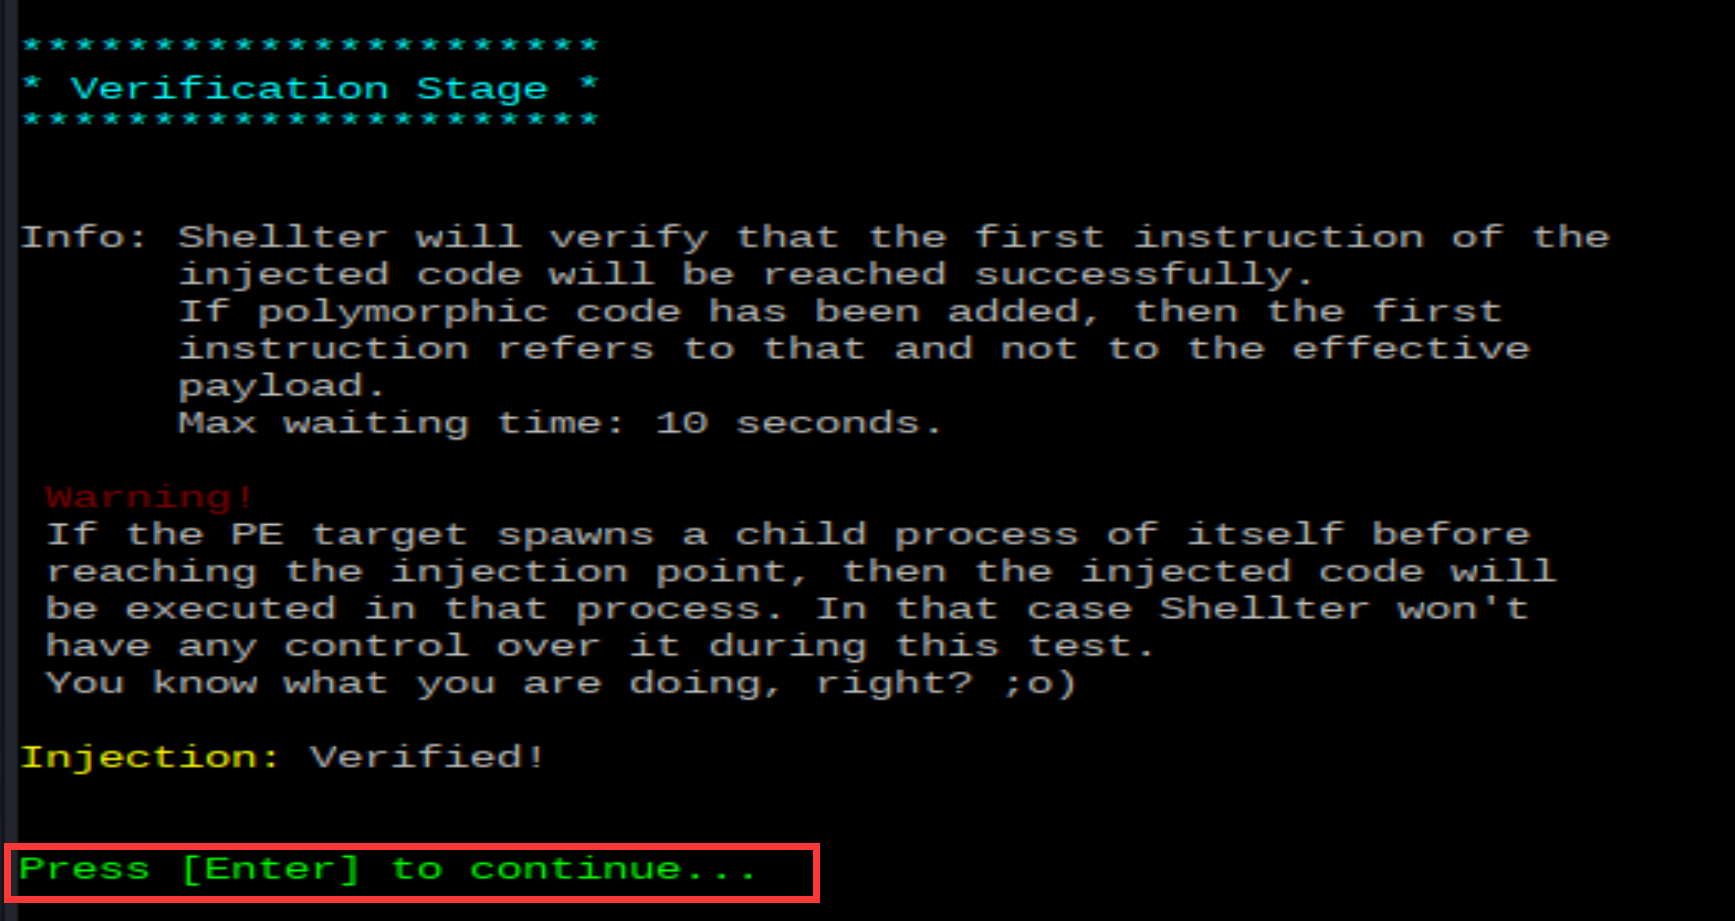 **********************
* Verification Stage *
**********************
Info: Shellter will verify that the first instruction of the
injected code will be reached successfully.
If polymorphic code has been added, then the first
instruction refers to that and not to the effective
payload.
Max waiting time: 10 seconds.
Warning!
If the PE target spawns a child process of itself before
reaching the injection point, then the injected code will
be executed in that process. In that case Shellter won't
have any control over it during this test.
You know what you are doing, right? ;o)
Injection: Verified!
Press [Enter] to continue...